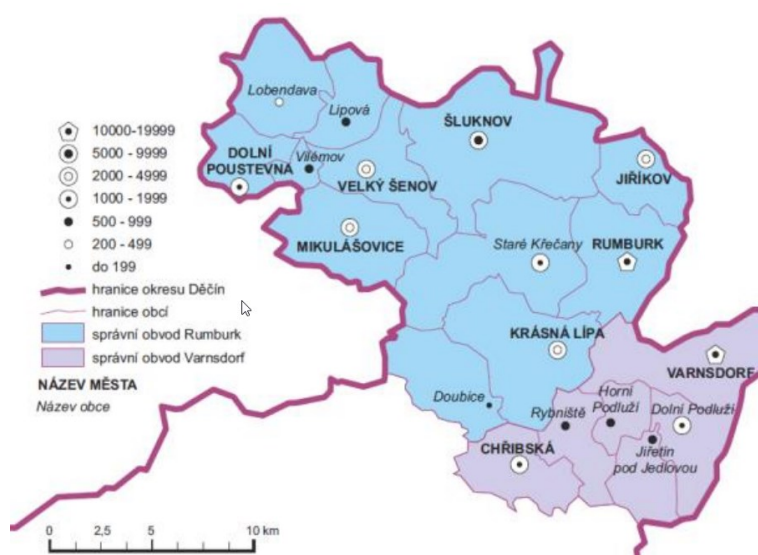 Lobendava
Lipová
ŠLUKNOV
DOLNÍ
POUSTEVNA
Vilémov
VELKÝ ŠENOV
JIŘÍKOV
MIKULÁŠOVICE
Staré Křečany
RUMBURK
KRÁSNÁ LÍPA
VARNSDORF
Doubice
Rybniště
Horní
Podluží
Dolní Podluží
CHŘIBSKÁ
Jiřetín
pod Jedlovou
10000-19999
5000 - 9999
2000 - 4999
1000 - 1999
500 - 999
200 - 499
do 199
hranice okresu Děčín
hranice obcí
správní obvod Rumburk
správní obvod Varnsdorf
NÁZEV MĚSTA
Název obce
0 2,5 5 10 km